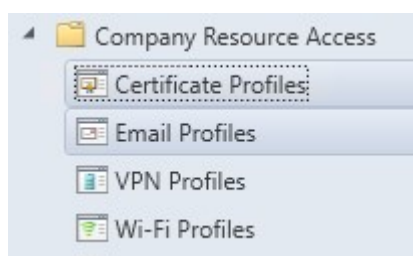 Company Resource Access
Certificate Profiles
Email Profiles
VPN Profiles
Wi-Fi Profiles